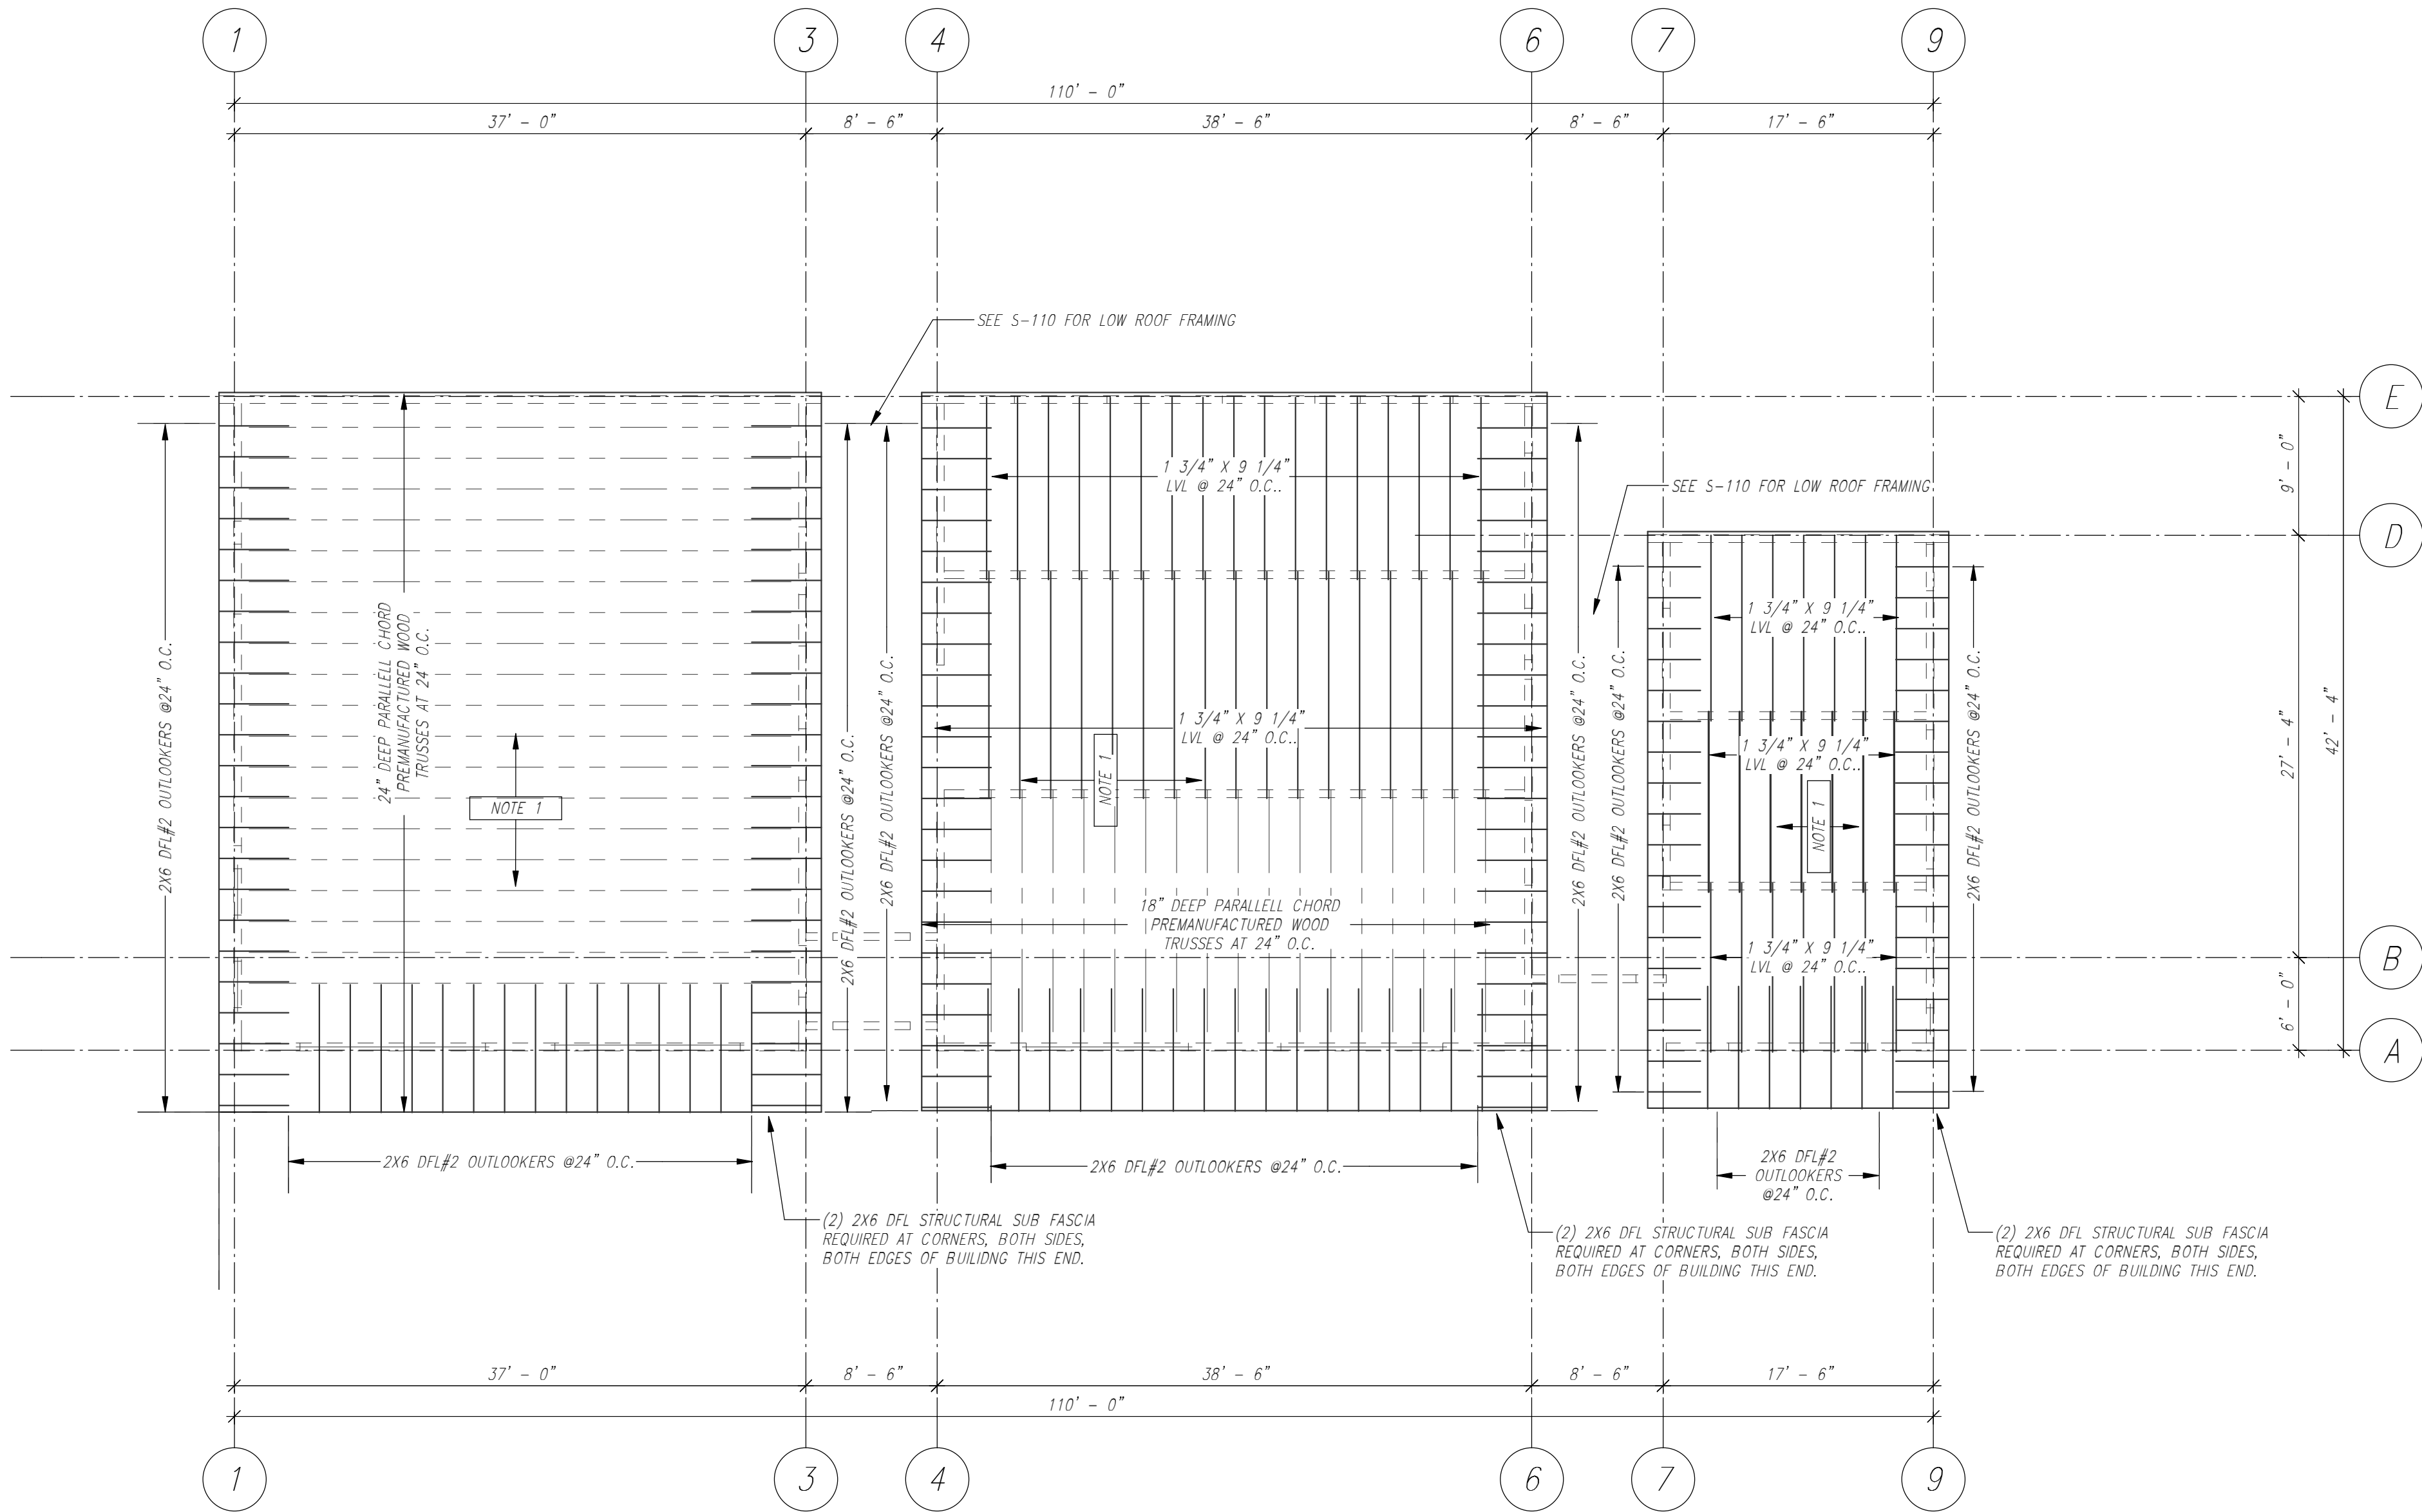 1
3
4
6
7
9
110' - 0"
37' - 0"
8' - 6"
38' - 6"
8' - 6"
17' - 6"
SEE S-110 FOR LOW ROOF FRAMING
E
1 3/4" X 9 1/4"
LVL @ 24" O.C..
SEE S-110 FOR LOW ROOF FRAMING
9' - 0"
D
2X6 DFL#2 OUTLOOKERS @24" O.C.
24" DEEP PARALLELL CHORD
PREMANUFACTURED WOOD
TRUSSES AT 24" O.C.
NOTE 1
2X6 DFL#2 OUTLOOKERS @24" O.C.
2X6 DFL#2 OUTLOOKERS @24" O.C.
1 3/4" X 9 1/4"
LVL @ 24" O.C..
NOTE 1
18" DEEP PARALLELL CHORD
PREMANUFACTURED WOOD
TRUSSES AT 24" O.C.
2X6 DFL#2 OUTLOOKERS @24" O.C.
2X6 DFL#2 OUTLOOKERS @24" O.C.
1 3/4" X 9 1/4"
LVL @ 24" O.C..
1 3/4" X 9 1/4"
LVL @ 24" O.C..
NOTE 1
1 3/4" X 9 1/4"
LVL @ 24" O.C..
2X6 DFL#2 OUTLOOKERS @24" O.C.
27' - 4"
42' - 4"
B
6' - 0"
A
2X6 DFL#2 OUTLOOKERS @24" O.C.
2X6 DFL#2 OUTLOOKERS @24" O.C.
2X6 DFL#2
OUTLOOKERS
@24" O.C.
(2) 2X6 DFL STRUCTURAL SUB FASCIA
REQUIRED AT CORNERS, BOTH SIDES,
BOTH EDGES OF BUILIDNG THIS END.
(2) 2X6 DFL STRUCTURAL SUB FASCIA
REQUIRED AT CORNERS, BOTH SIDES,
BOTH EDGES OF BUILDING THIS END.
(2) 2X6 DFL STRUCTURAL SUB FASCIA
REQUIRED AT CORNERS, BOTH SIDES,
BOTH EDGES OF BUILDING THIS END.
37' - 0"
8' - 6"
38' - 6"
8' - 6"
17' - 6"
110' - 0"
1
3
4
6
7
9